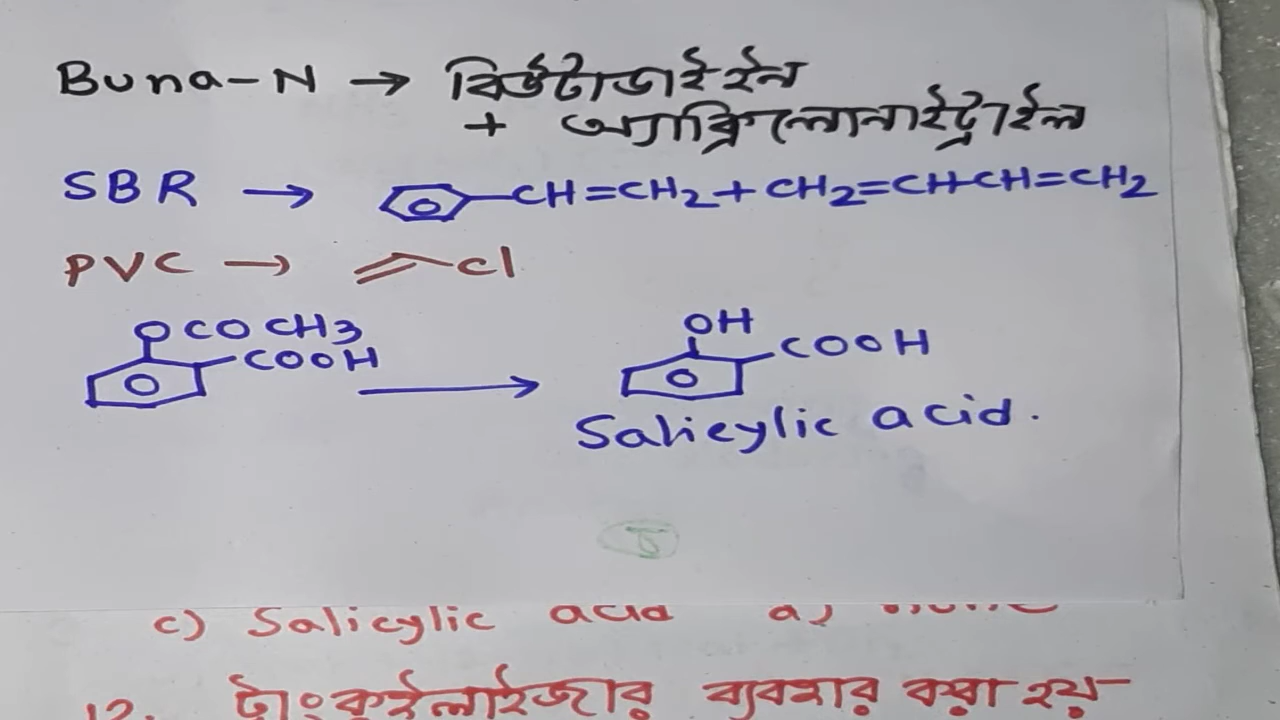 Buna-N → বিউটাডাইইন
+ অ্যাক্রিলোনাইট্রাইল
SBR → -CH=CH2 + CH2=CH-CH=CH2
PVC → Cl
OCOCH3
COOH →
OH
COOH
Salicylic acid.
c) Salicylic acid d)
12. ট্রাংকুইলাইজার ব্যবহার করা হয়-